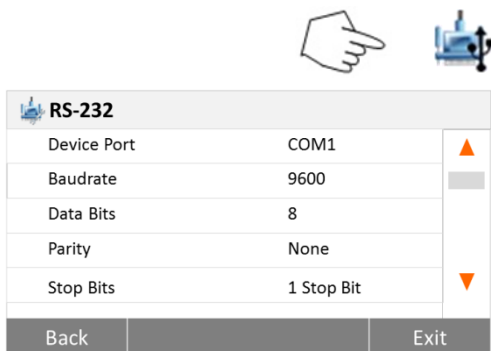 RS-232
Device Port COM1
Baudrate 9600
Data Bits 8
Parity None
Stop Bits 1 Stop Bit
Back Exit